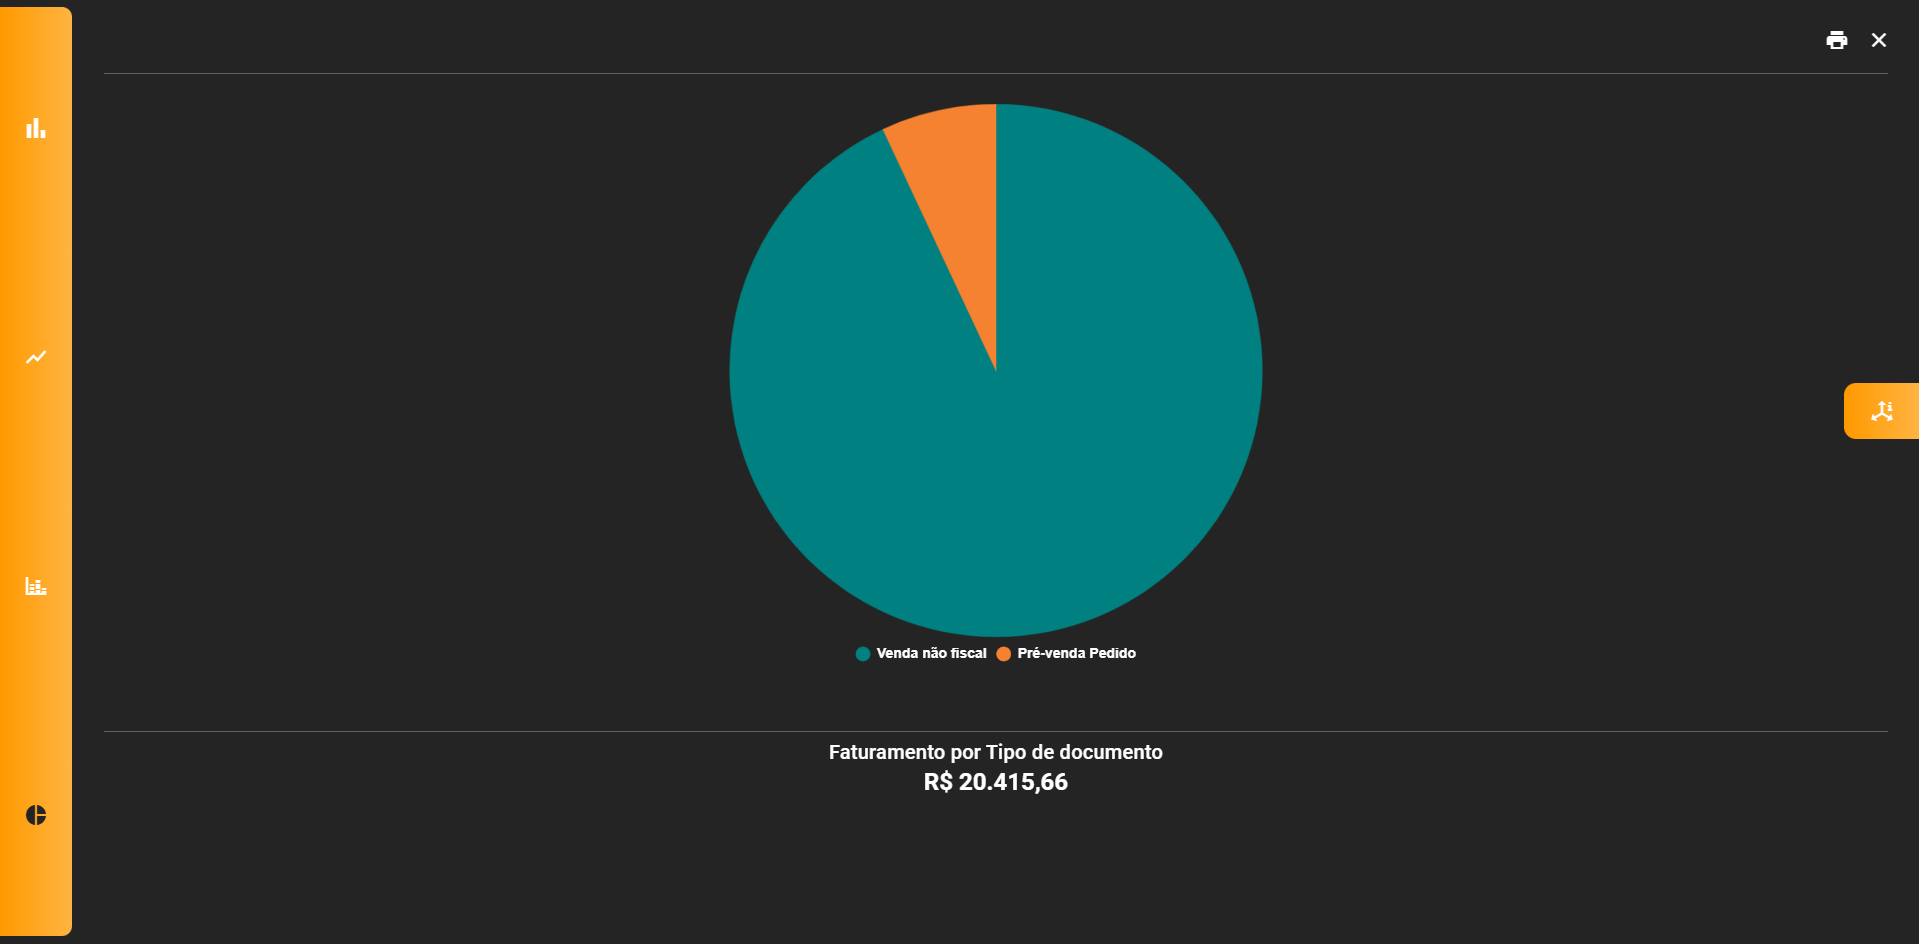 Venda não fiscal Pré-venda Pedido
Faturamento por Tipo de documento
R$ 20.415,66